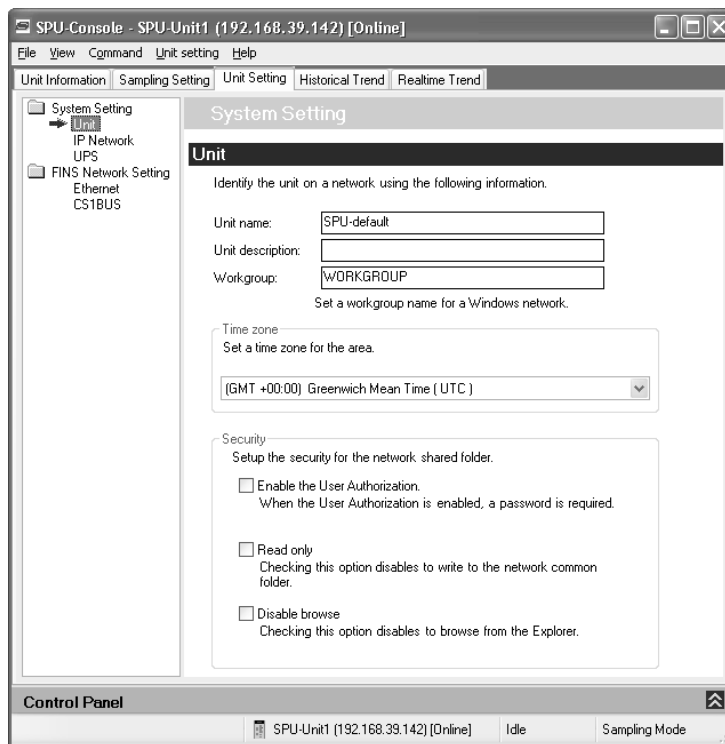 SPU-Console - SPU-Unit1 (192.168.39.142) [Online]
File View Command Unit setting Help
Unit Information Sampling Setting Unit Setting Historical Trend Realtime Trend
System Setting
Unit
IP Network
UPS
FINS Network Setting
Ethernet
CS1BUS
System Setting
Unit
Identify the unit on a network using the following information.
Unit name: SPU-default
Unit description:
Workgroup: WORKGROUP
Set a workgroup name for a Windows network.
Time zone
Set a time zone for the area.
(GMT +00:00) Greenwich Mean Time ( UTC )
Security
Setup the security for the network shared folder.
Enable the User Authorization.
When the User Authorization is enabled, a password is required.
Read only
Checking this option disables to write to the network common
folder.
Disable browse
Checking this option disables to browse from the Explorer.
Control Panel
SPU-Unit1 (192.168.39.142) [Online] Idle Sampling Mode